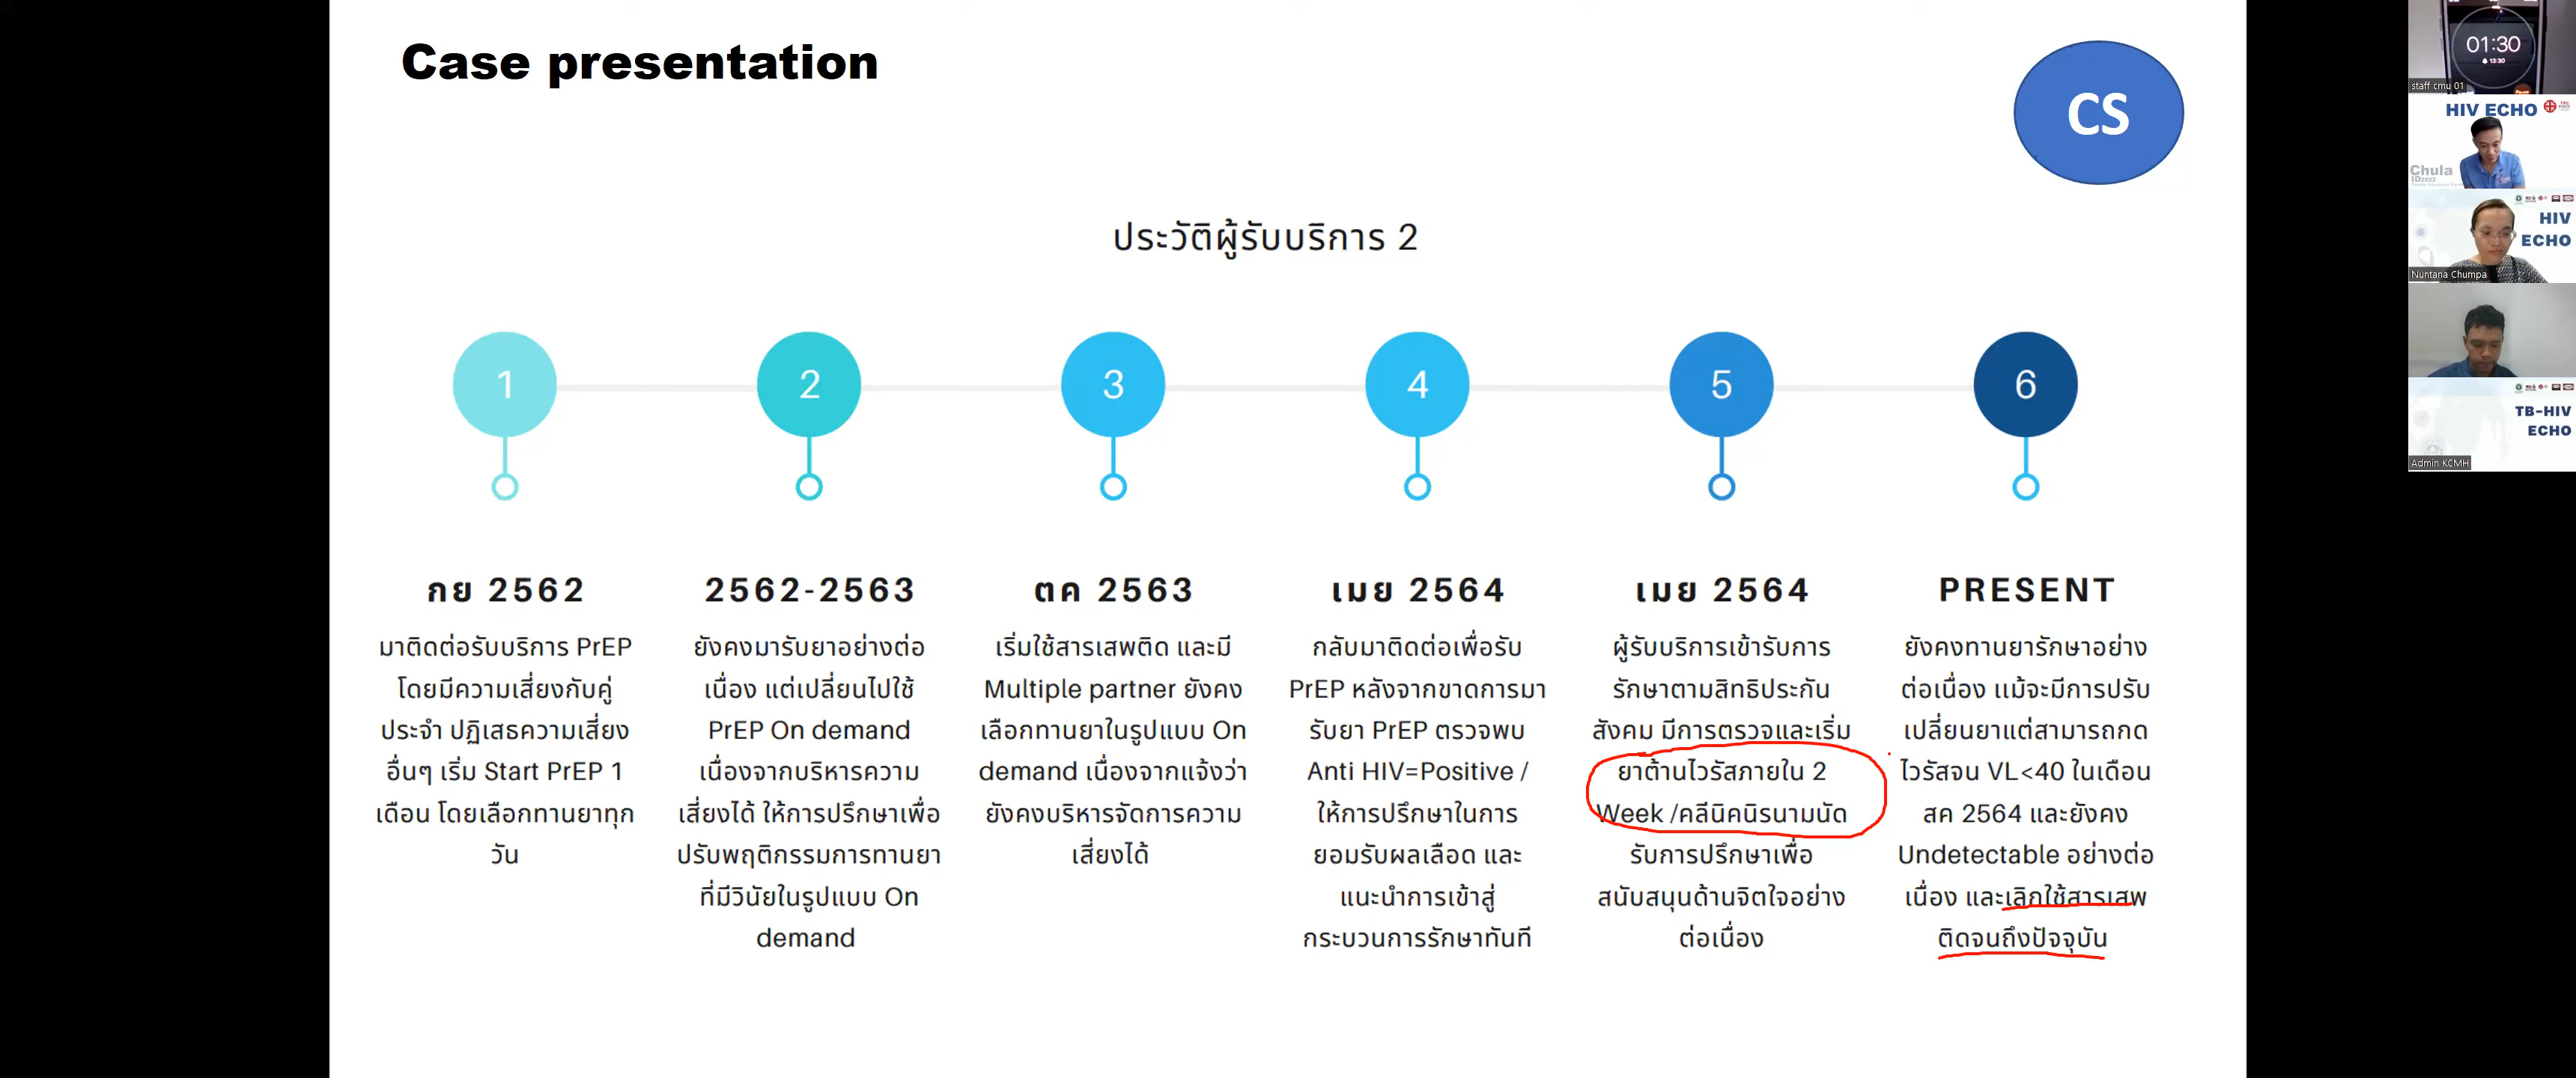 Case presentation
CS
ประวัติผู้รับบริการ 2
1
2
3
4
5
6
กย 2562
มาติดต่อรับบริการ PrEP
โดยมีความเสี่ยงกับคู่
ประจำ ปฏิเสธความเสี่ยง
อื่นๆ เริ่ม Start PrEP 1
เดือน โดยเลือกทานยาทุก
วัน
2562-2563
ยังคงมารับยาอย่างต่อ
เนื่อง แต่เปลี่ยนไปใช้
PrEP On demand
เนื่องจากบริหารความ
เสี่ยงได้ ให้การปรึกษาเพื่อ
ปรับพฤติกรรมการทานยา
ที่มีวินัยในรูปแบบ On
demand
ตค 2563
เริ่มใช้สารเสพติด และมี
Multiple partner ยังคง
เลือกทานยาในรูปแบบ On
demand เนื่องจากแจ้งว่า
ยังคงบริหารจัดการความ
เสี่ยงได้
เมย 2564
กลับมาติดต่อเพื่อรับ
PrEP หลังจากขาดการมา
รับยา PrEP ตรวจพบ
Anti HIV=Positive /
ให้การปรึกษาในการ
ยอมรับผลเลือด และ
แนะนำการเข้าสู่
กระบวนการรักษาทันที
เมย 2564
ผู้รับบริการเข้ารับการ
รักษาตามสิทธิประกัน
สังคม มีการตรวจและเริ่ม
ยาต้านไวรัสภายใน 2
Week /คลีนิคนิรนามนัด
รับการปรึกษาเพื่อ
สนับสนุนด้านจิตใจอย่าง
ต่อเนื่อง
PRESENT
ยังคงทานยารักษาอย่าง
ต่อเนื่อง แม้จะมีการปรับ
เปลี่ยนยาแต่สามารถกด
ไวรัสจน VL<40 ในเดือน
สค 2564 และยังคง
Undetectable อย่างต่อ
เนื่อง และเลิกใช้สารเสพ
ติดจนถึงปัจจุบัน
01:30
13:30
staff cmu 01
HIV ECHO
Chula
ID2022
HIV
ECHO
Nuntana Chumpa
TB-HIV
ECHO
Admin KCMH